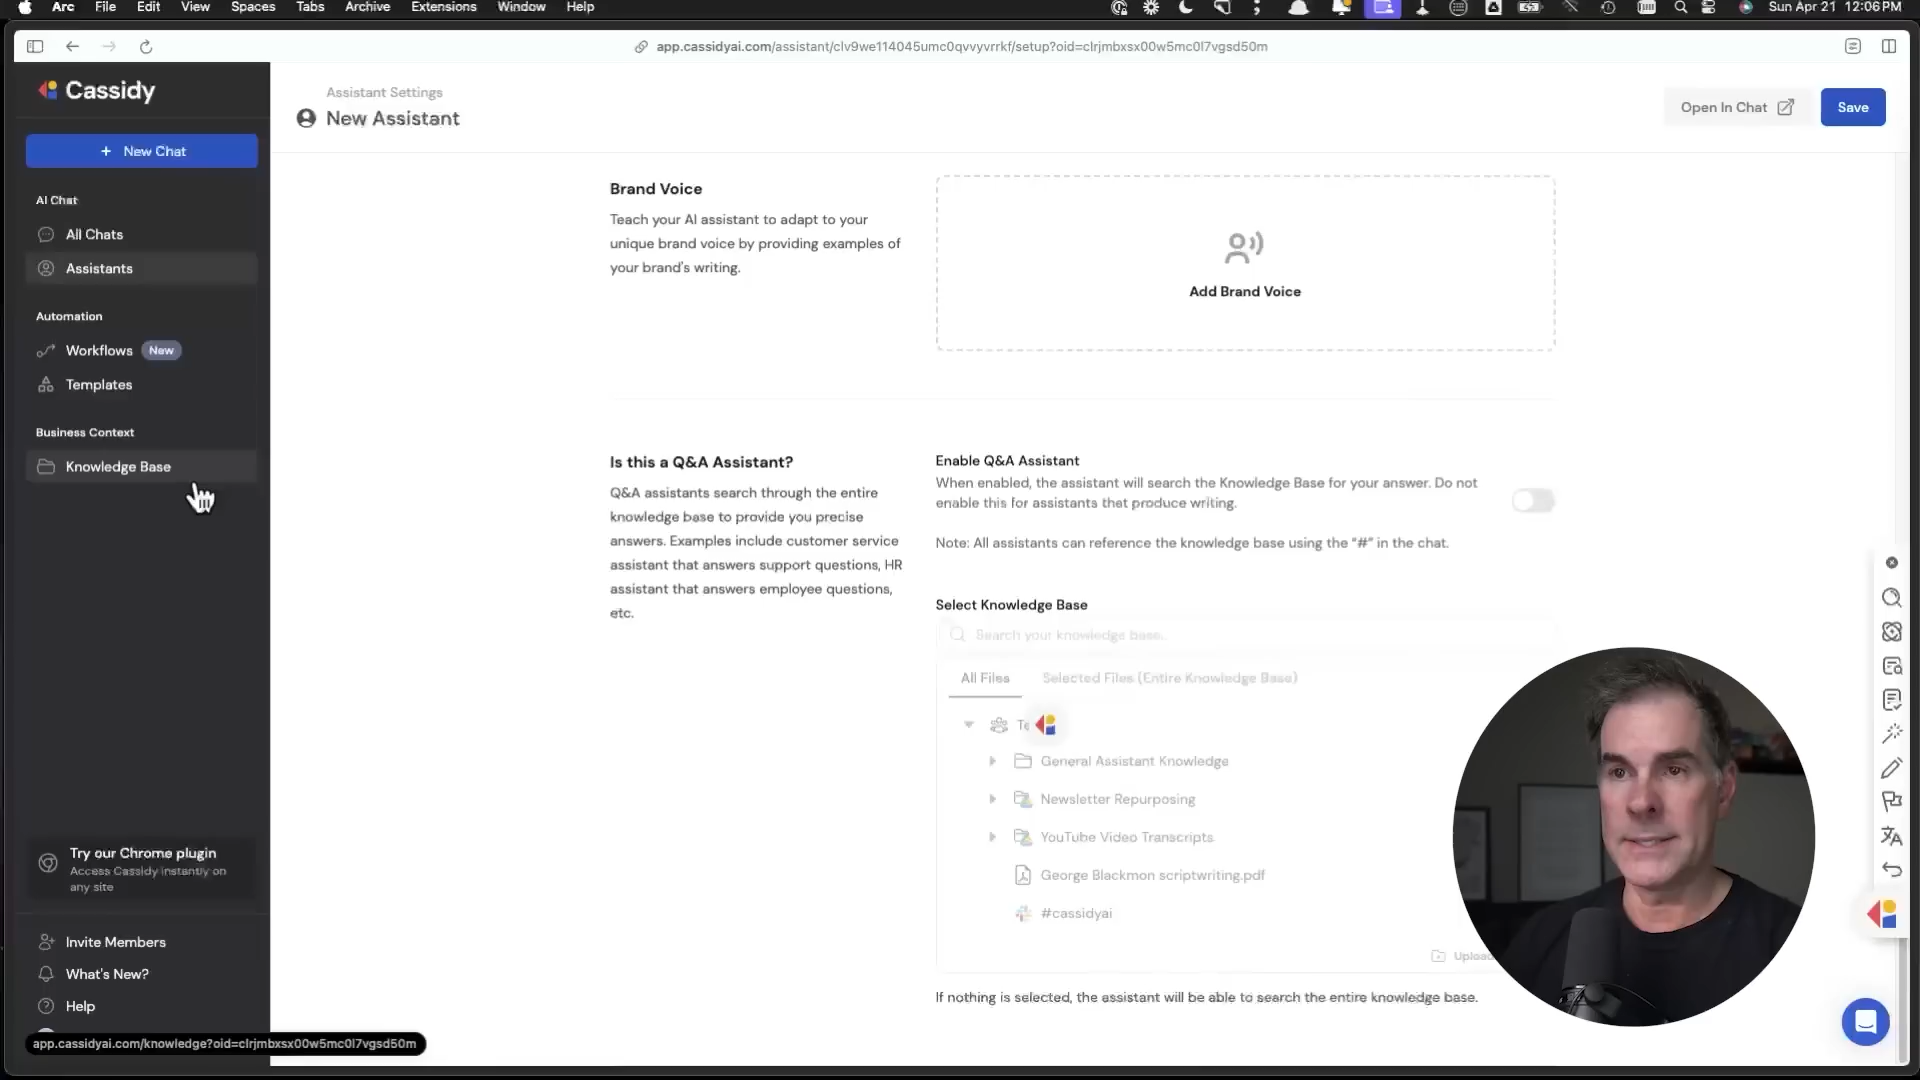 Arc File Edit View Spaces Tabs Archive Extensions Window Help Sun Apr 21 12:06 PM
app.cassidyai.com/assistant/clv9we114045umc0qvvyvrrkf/setup?oid=clrjmbxsx00w5mc0l7vgsd50m
Cassidy
+ New Chat
AI Chat
All Chats
Assistants
Automation
Workflows New
Templates
Business Context
Knowledge Base
Try our Chrome plugin
Access Cassidy instantly on
any site
Invite Members
What's New?
Help
app.cassidyai.com/knowledge?oid=clrjmbxsx00w5mc0l7vgsd50m
Assistant Settings
New Assistant
Open In Chat
Save
Brand Voice
Teach your AI assistant to adapt to your
unique brand voice by providing examples of
your brand's writing.
Add Brand Voice
Is this a Q&A Assistant?
Q&A assistants search through the entire
knowledge base to provide you precise
answers. Examples include customer service
assistant that answers support questions, HR
assistant that answers employee questions,
etc.
Enable Q&A Assistant
When enabled, the assistant will search the Knowledge Base for your answer. Do not
enable this for assistants that produce writing.
Note: All assistants can reference the knowledge base using the “#” in the chat.
Select Knowledge Base
Search your knowledge base.
All Files Selected Files (Entire Knowledge Base)
General Assistant Knowledge
Newsletter Repurposing
YouTube Video Transcripts
George Blackmon scriptwriting.pdf
#cassidyai
Upload
If nothing is selected, the assistant will be able to search the entire knowledge base.